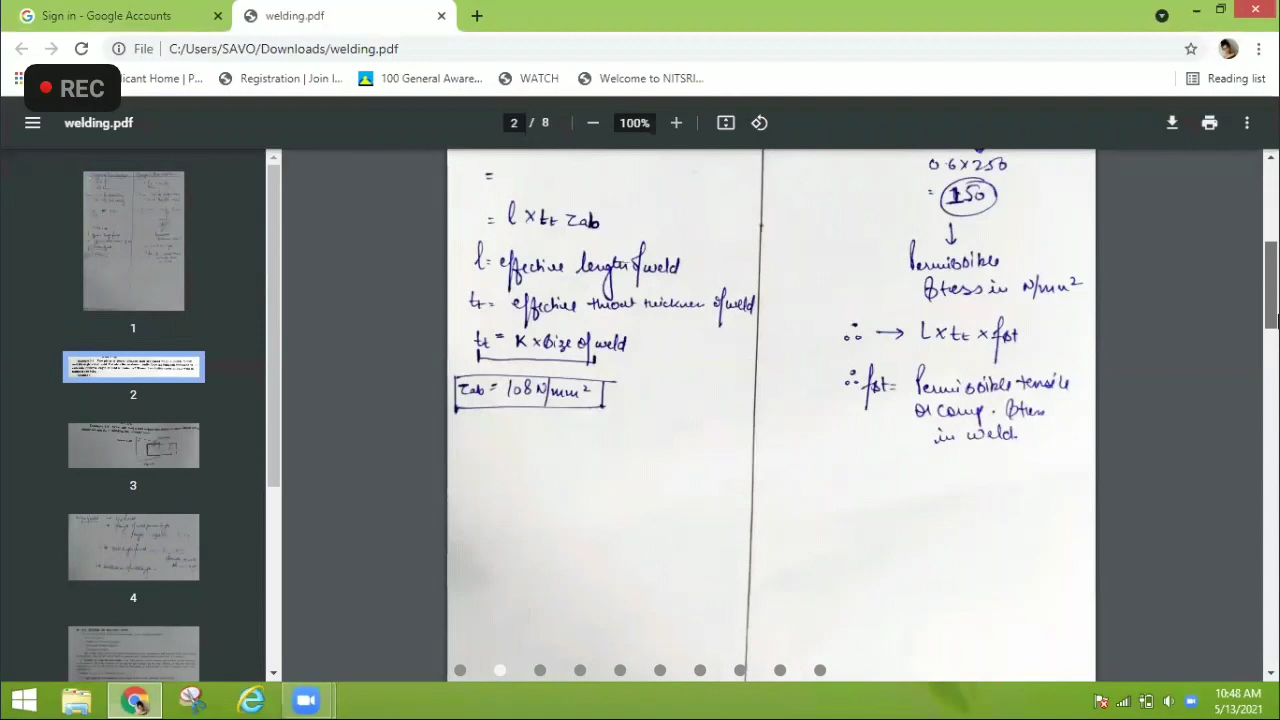 Sign in - Google Accounts
welding.pdf
File
C:/Users/SAVO/Downloads/welding.pdf
licant Home | P...
Registration | Join I...
100 General Aware...
WATCH
Welcome to NITSRI...
Reading list
REC
welding.pdf
2 / 8
100%
1
2
3
4
=
= l × tt τab
l = effective length of weld
tt = effective throat thickness of weld
tt = K × size of weld
τab = 108 N/mm²
0.6 × 250
= 150
↓
Permissible
stress in N/mm²
∴ → L × tt × fst
∴ fst = Permissible tensile
or comp. stress
in weld.
10:48 AM
5/13/2021